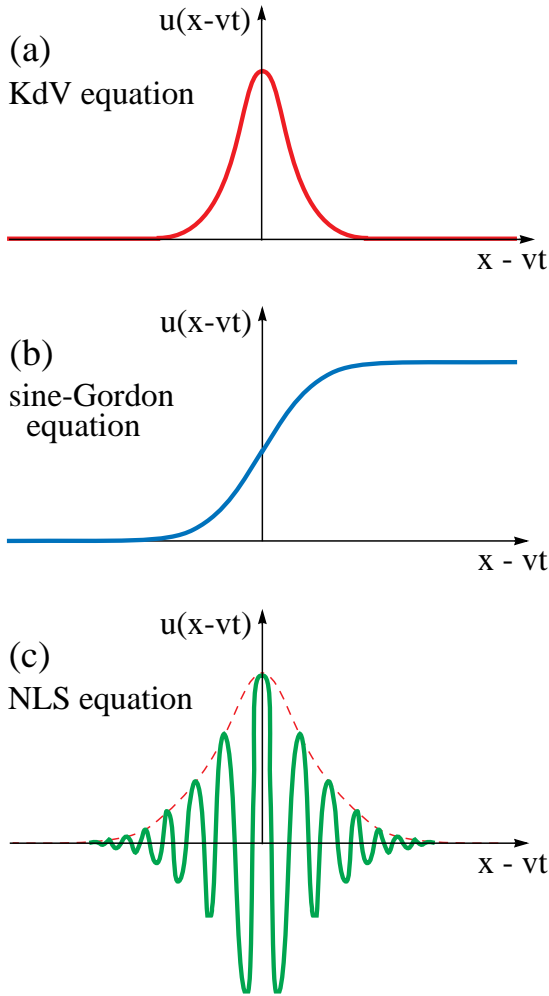 u(x-vt)
(a)
KdV equation
x - vt
u(x-vt)
(b)
sine-Gordon
equation
x - vt
u(x-vt)
(c)
NLS equation
x - vt